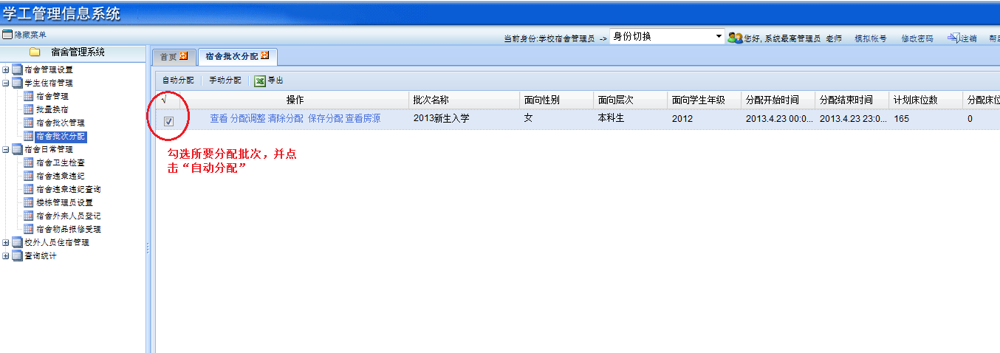 学工管理信息系统
隐藏菜单
当前身份:学校宿舍管理员 -> 身份切换 您好, 系统最高管理员 老师 模拟帐号 修改密码 注销
宿舍管理系统
首页 宿舍批次分配
自动分配 手动分配 导出
宿舍管理设置
学生住宿管理
宿舍管理
批量换宿
宿舍批次管理
宿舍批次分配
宿舍日常管理
宿舍卫生检查
宿舍违章违纪
宿舍违章违纪查询
楼栋管理员设置
宿舍外来人员登记
宿舍物品报修受理
校外人员住宿管理
查询统计
√ 操作 批次名称 面向性别 面向层次 面向学生年级 分配开始时间 分配结束时间 计划床位数 分配床位
查看 分配调整 清除分配 保存分配 查看房源 2013新生入学 女 本科生 2012 2013.4.23 00:0... 2013.4.23 23:0... 165 0
勾选所要分配批次，并点
击“自动分配”